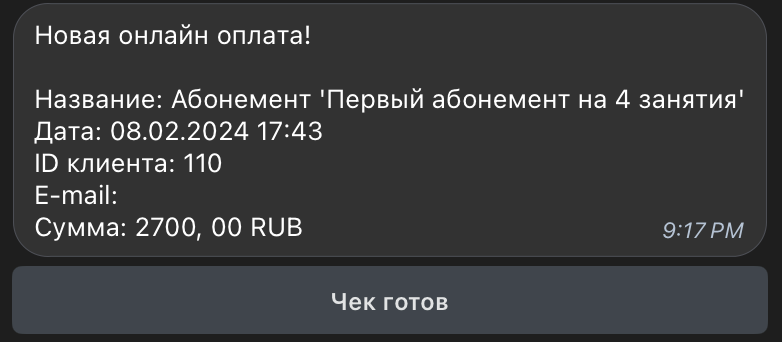 Новая онлайн оплата!
Название: Абонемент 'Первый абонемент на 4 занятия'
Дата: 08.02.2024 17:43
ID клиента: 110
E-mail:
Сумма: 2700, 00 RUB
9:17 PM
Чек готов